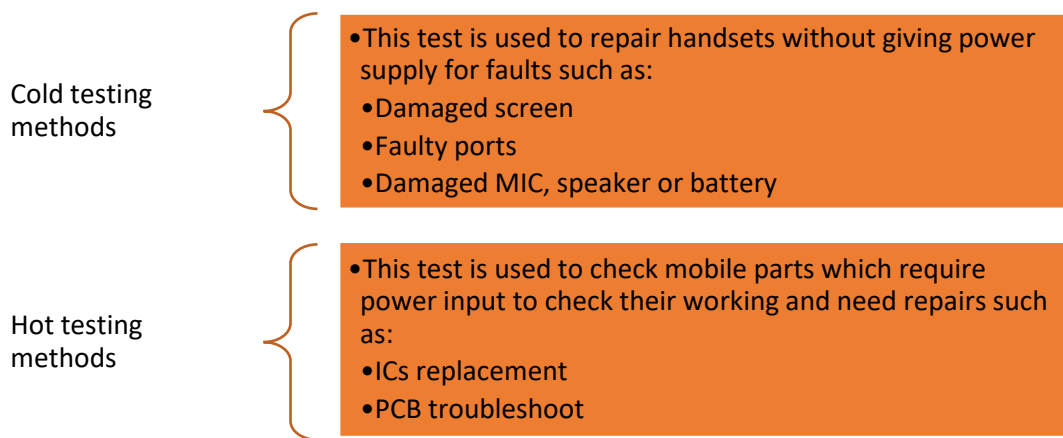 Cold testing
methods
•This test is used to repair handsets without giving power
supply for faults such as:
•Damaged screen
•Faulty ports
•Damaged MIC, speaker or battery
Hot testing
methods
•This test is used to check mobile parts which require
power input to check their working and need repairs such
as:
•ICs replacement
•PCB troubleshoot